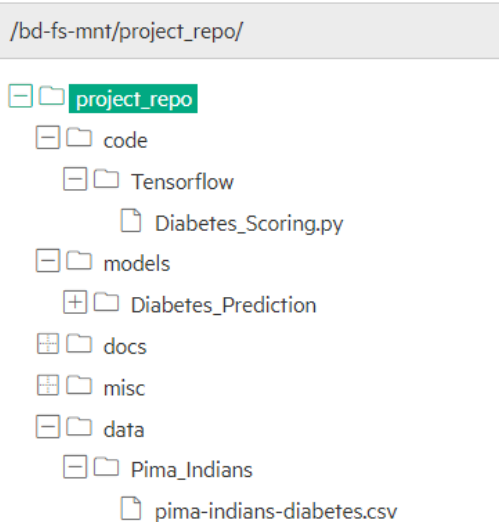 /bd-fs-mnt/project_repo/
project_repo
code
Tensorflow
Diabetes_Scoring.py
models
Diabetes_Prediction
docs
misc
data
Pima_Indians
pima-indians-diabetes.csv